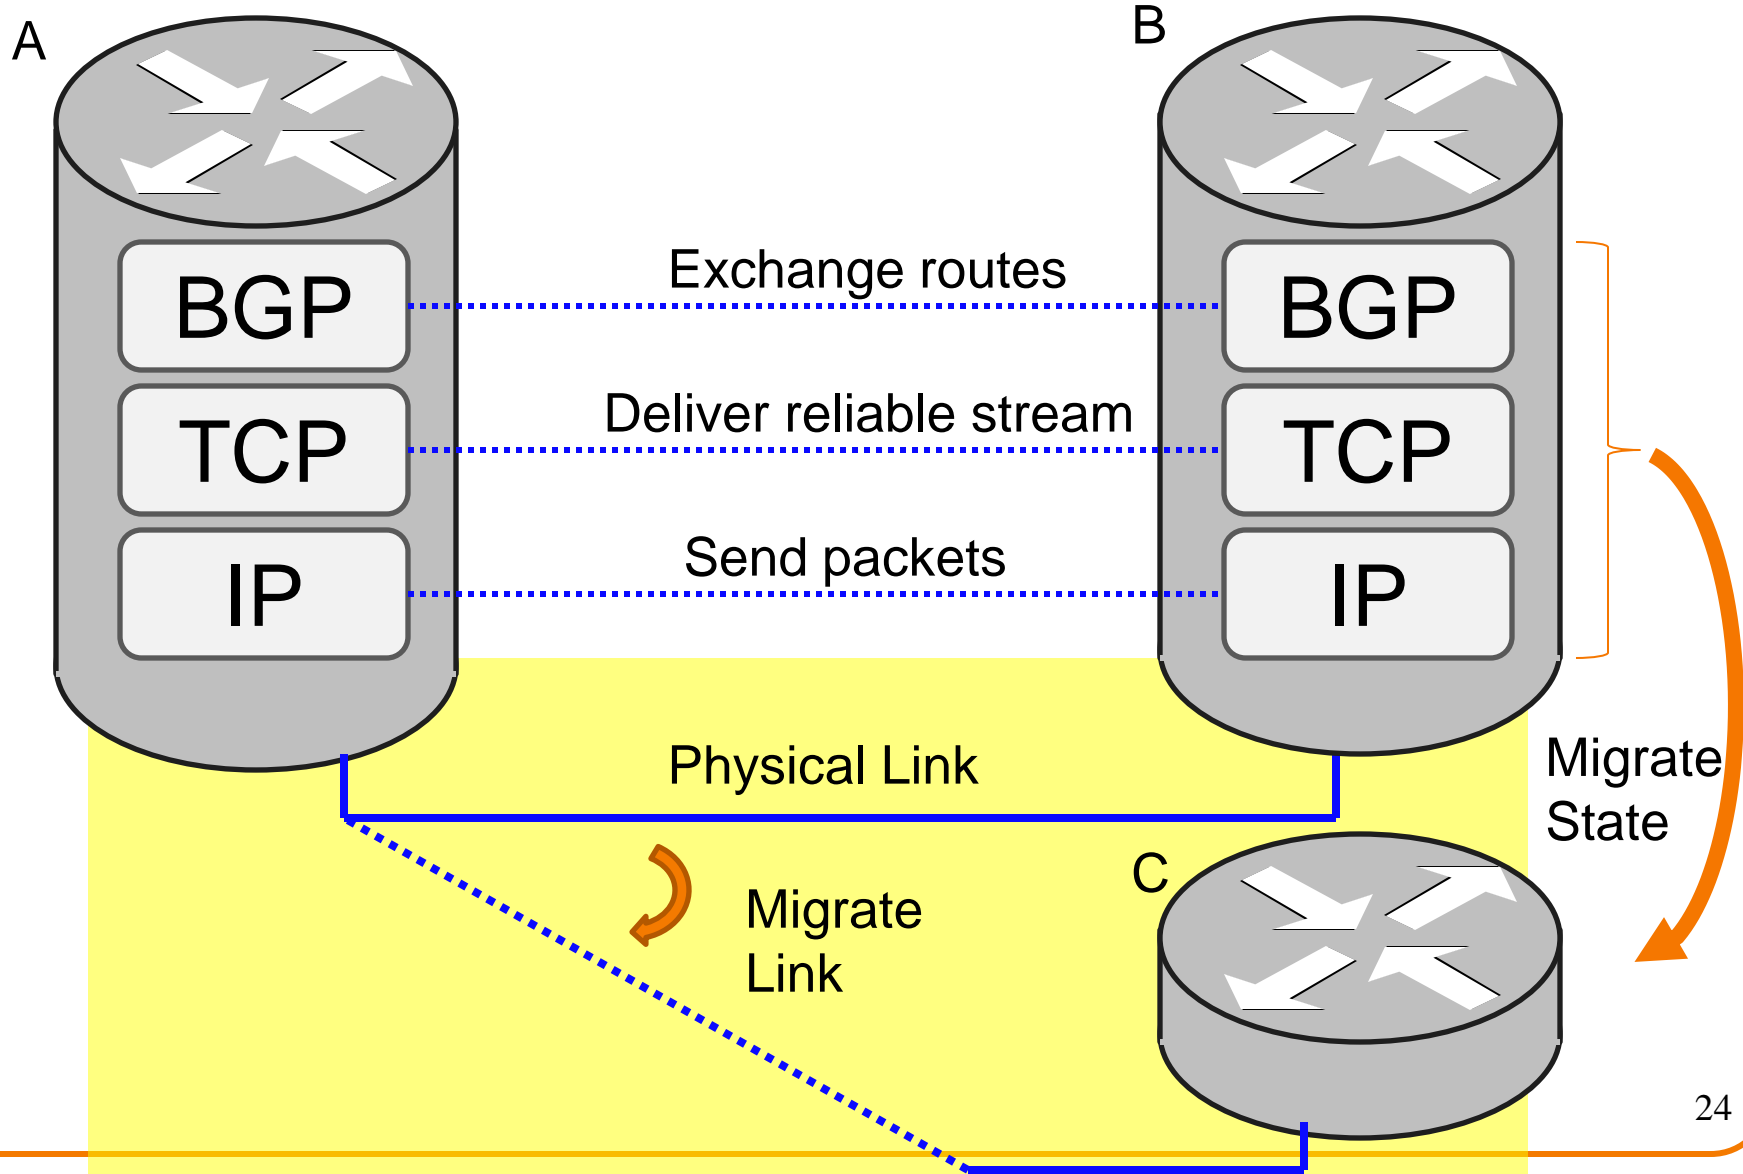 A
B
BGP
Exchange routes
BGP
TCP
Deliver reliable stream
TCP
IP
Send packets
IP
Physical Link
Migrate
State
C
Migrate
Link
24